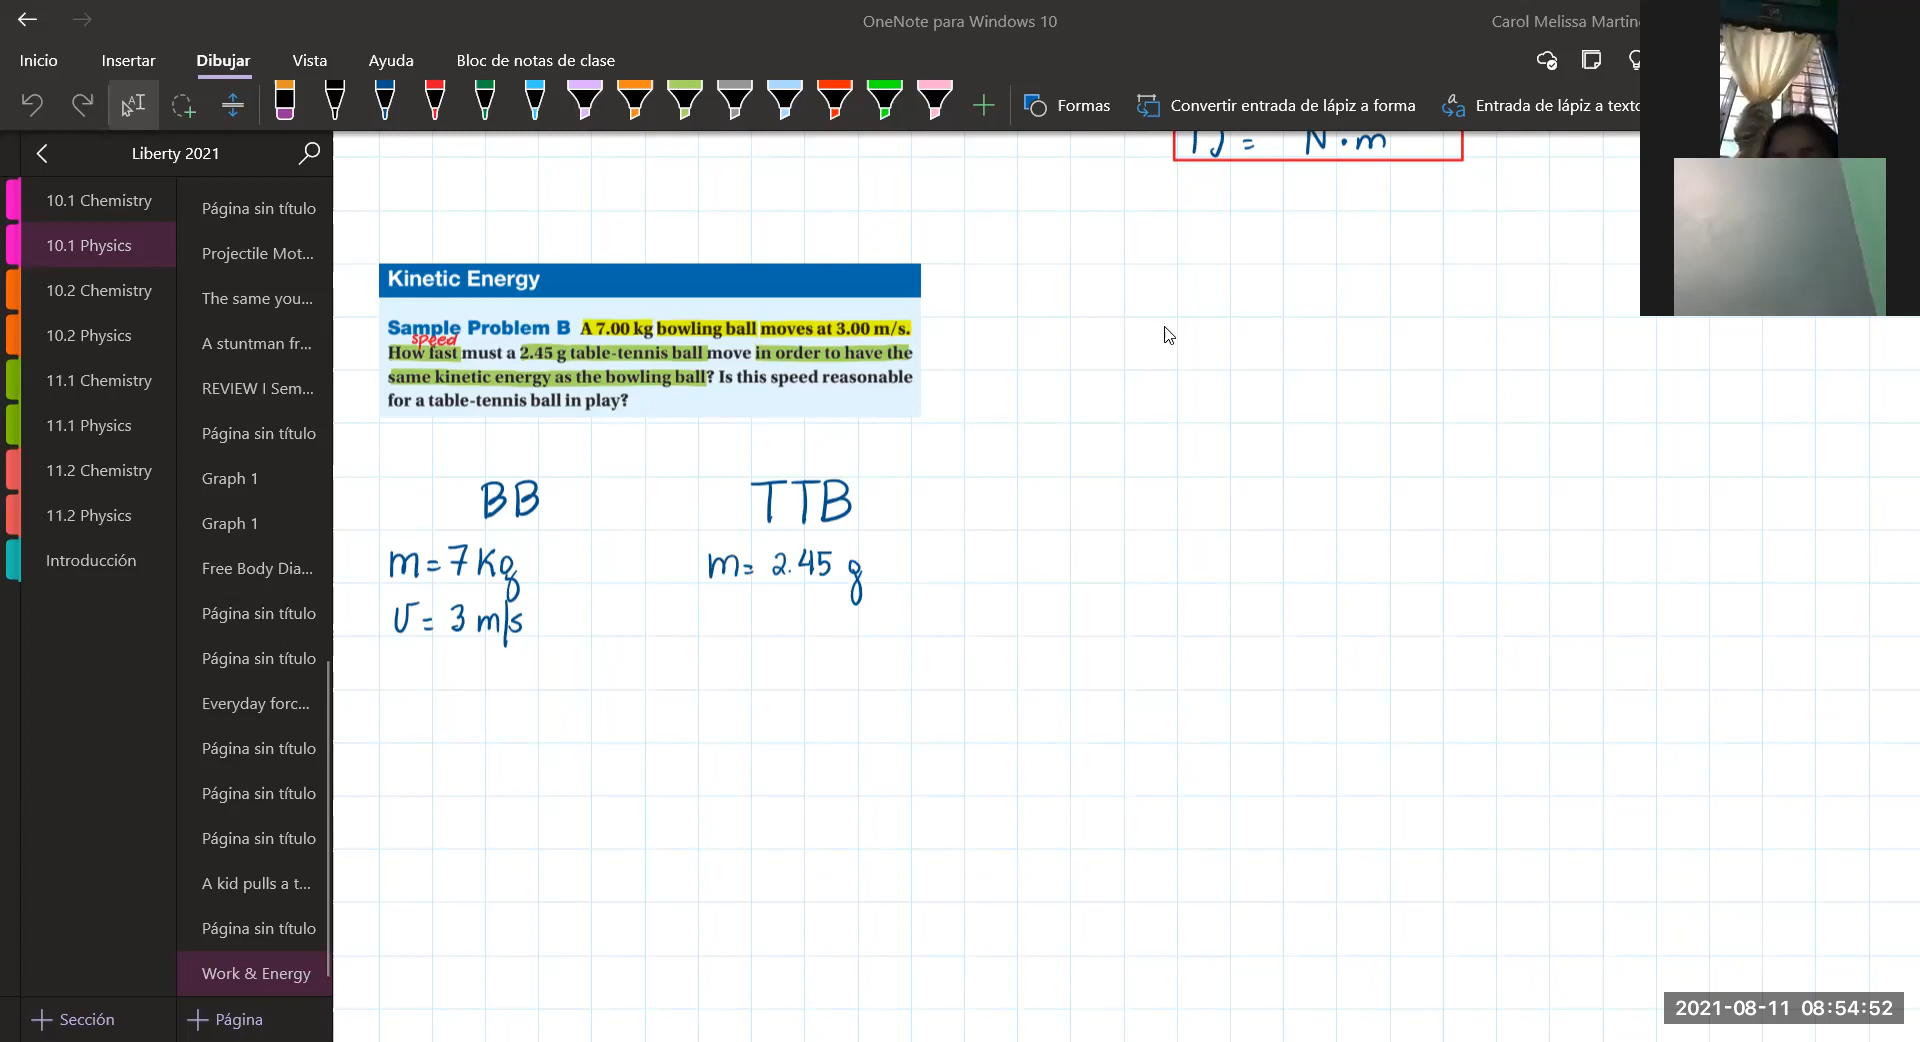 OneNote para Windows 10
Carol Melissa Martin
Inicio Insertar Dibujar Vista Ayuda Bloc de notas de clase
Formas Convertir entrada de lápiz a forma Entrada de lápiz a texto
Liberty 2021
10.1 Chemistry
10.1 Physics
10.2 Chemistry
10.2 Physics
11.1 Chemistry
11.1 Physics
11.2 Chemistry
11.2 Physics
Introducción
Página sin título
Projectile Mot...
The same you...
A stuntman fr...
REVIEW I Sem...
Página sin título
Graph 1
Graph 1
Free Body Dia...
Página sin título
Página sin título
Everyday forc...
Página sin título
Página sin título
Página sin título
A kid pulls a t...
Página sin título
Work & Energy
Sección
Página
1 J = N·m
Kinetic Energy
Sample Problem B A 7.00 kg bowling ball moves at 3.00 m/s.
speed
How fast must a 2.45 g table-tennis ball move in order to have the
same kinetic energy as the bowling ball? Is this speed reasonable
for a table-tennis ball in play?
BB TTB
m = 7 Kg m = 2.45 g
v = 3 m/s
2021-08-11 08:54:52